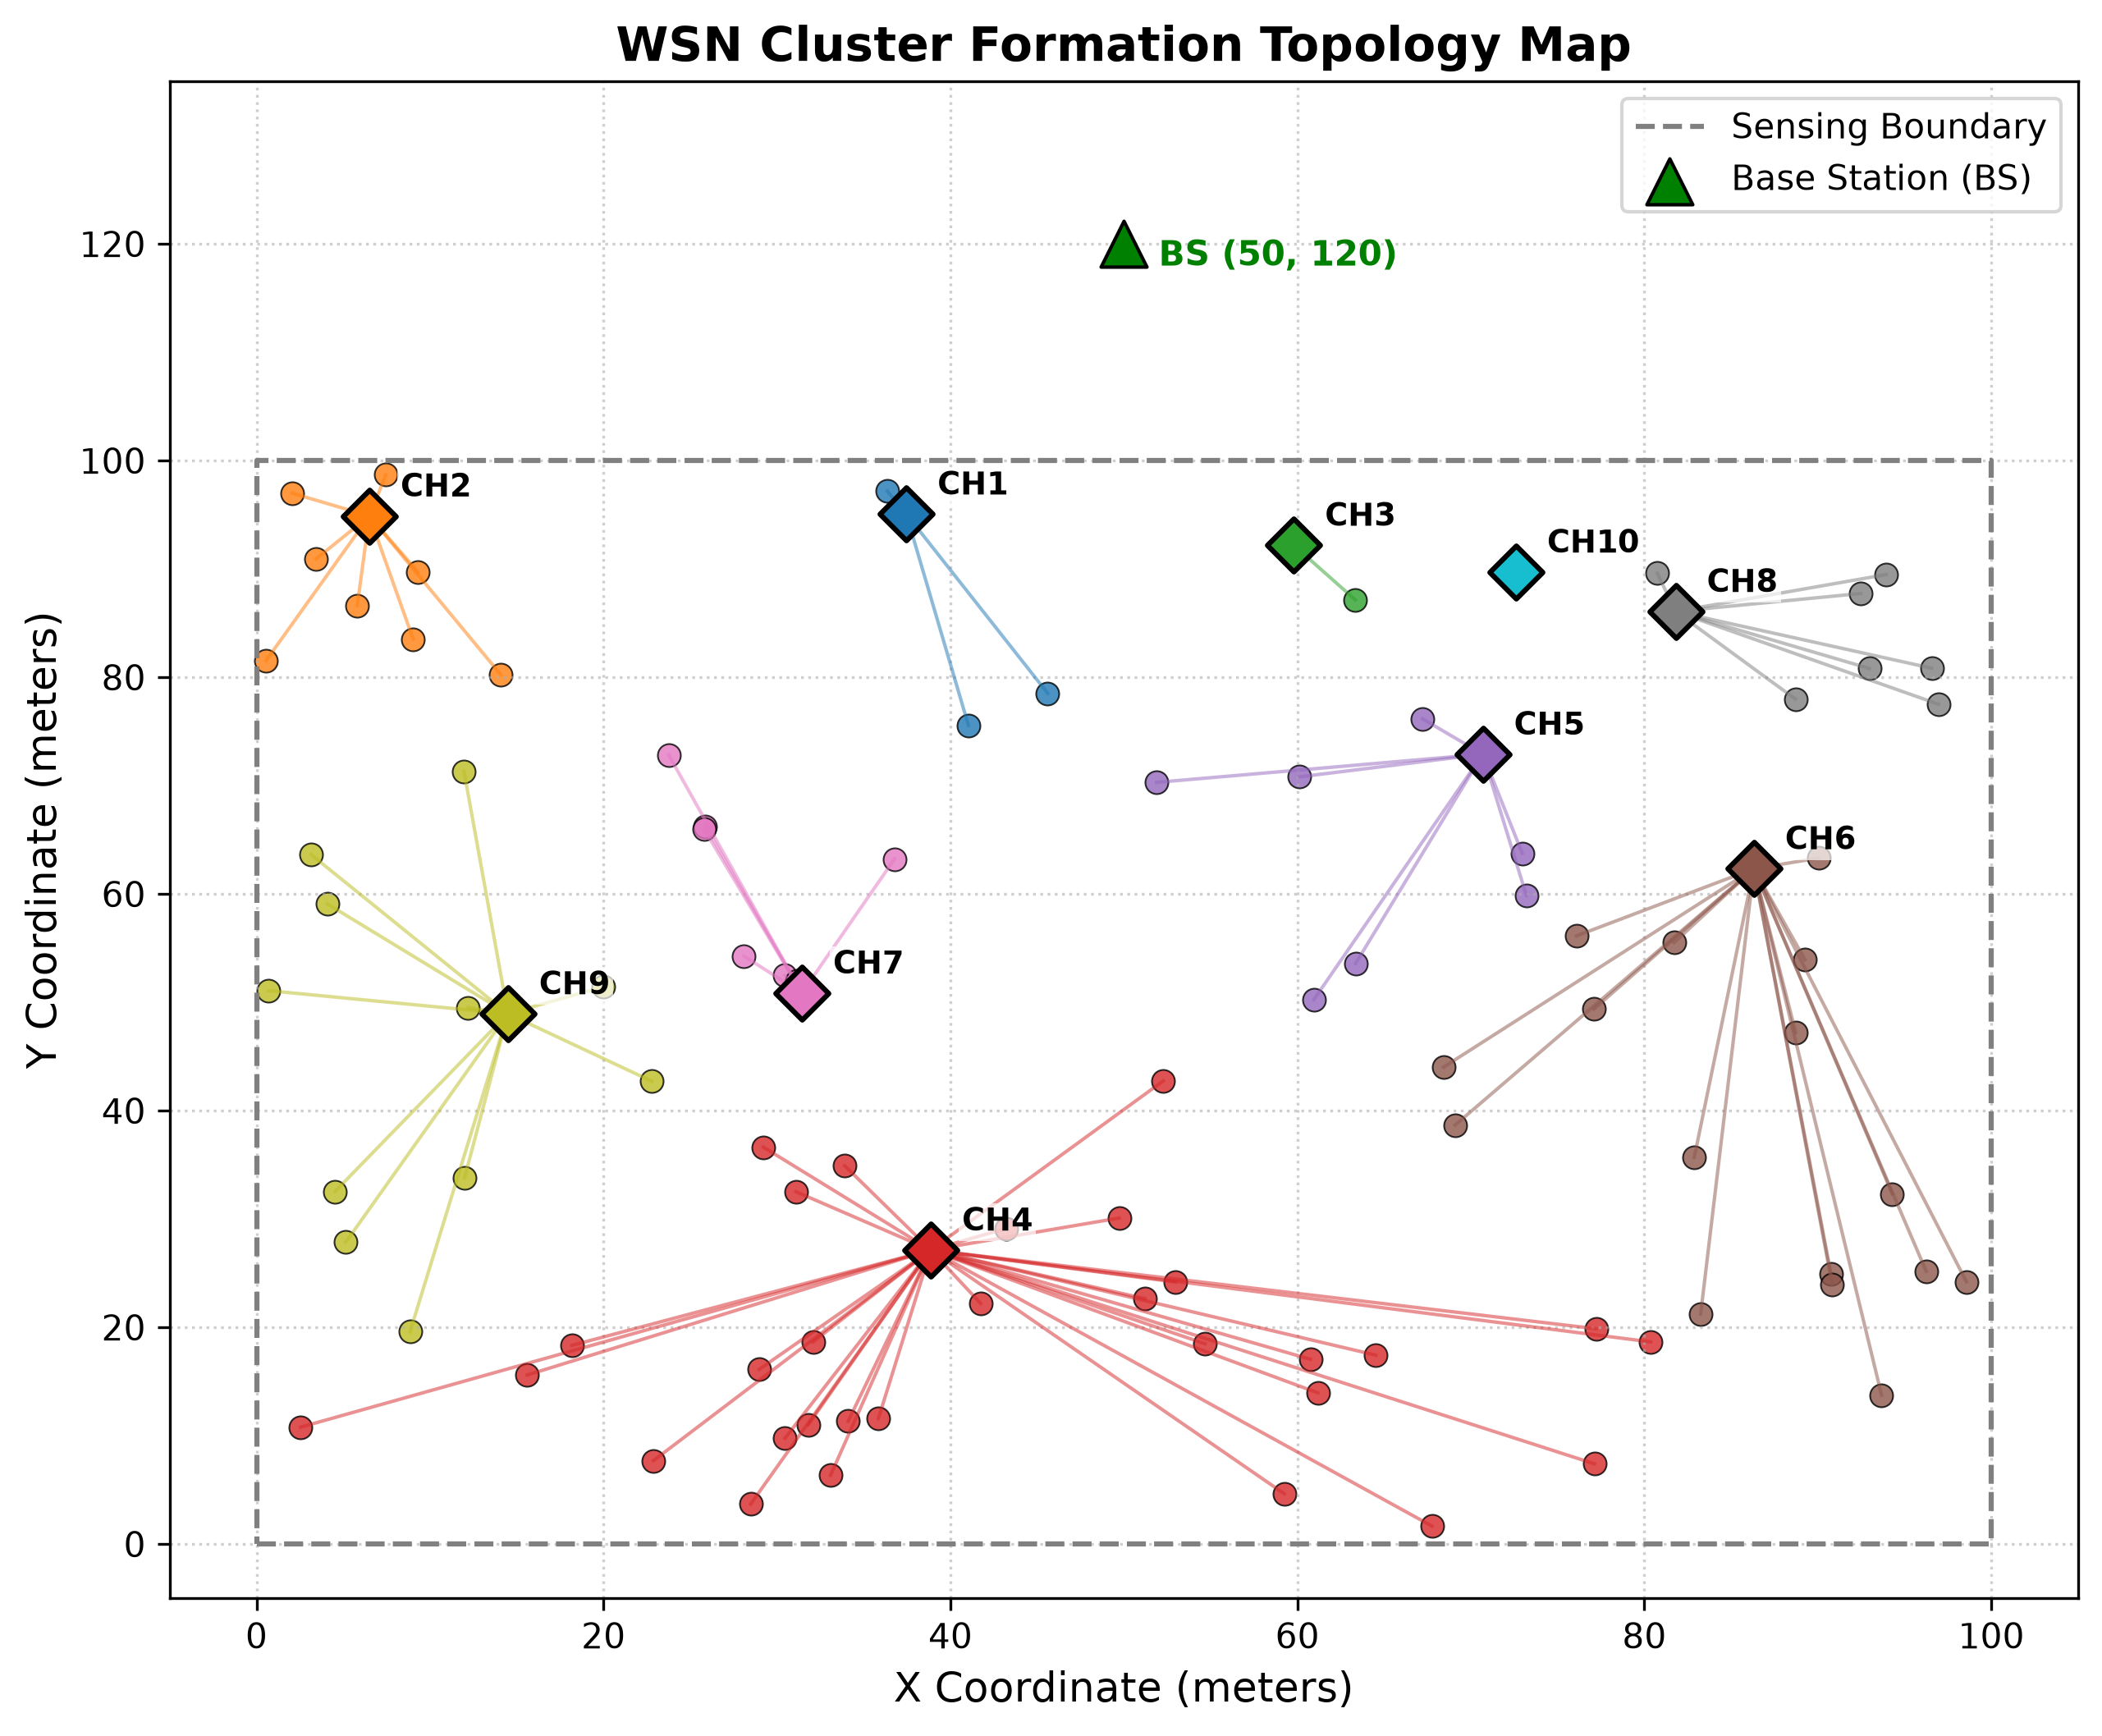 WSN Cluster Formation Topology Map
Sensing Boundary
Base Station (BS)
BS (50, 120)
CH2
CH1
CH3
CH10
CH8
CH5
CH6
CH7
CH9
CH4
120
100
80
60
40
20
0
Y Coordinate (meters)
0 20 40 60 80 100
X Coordinate (meters)